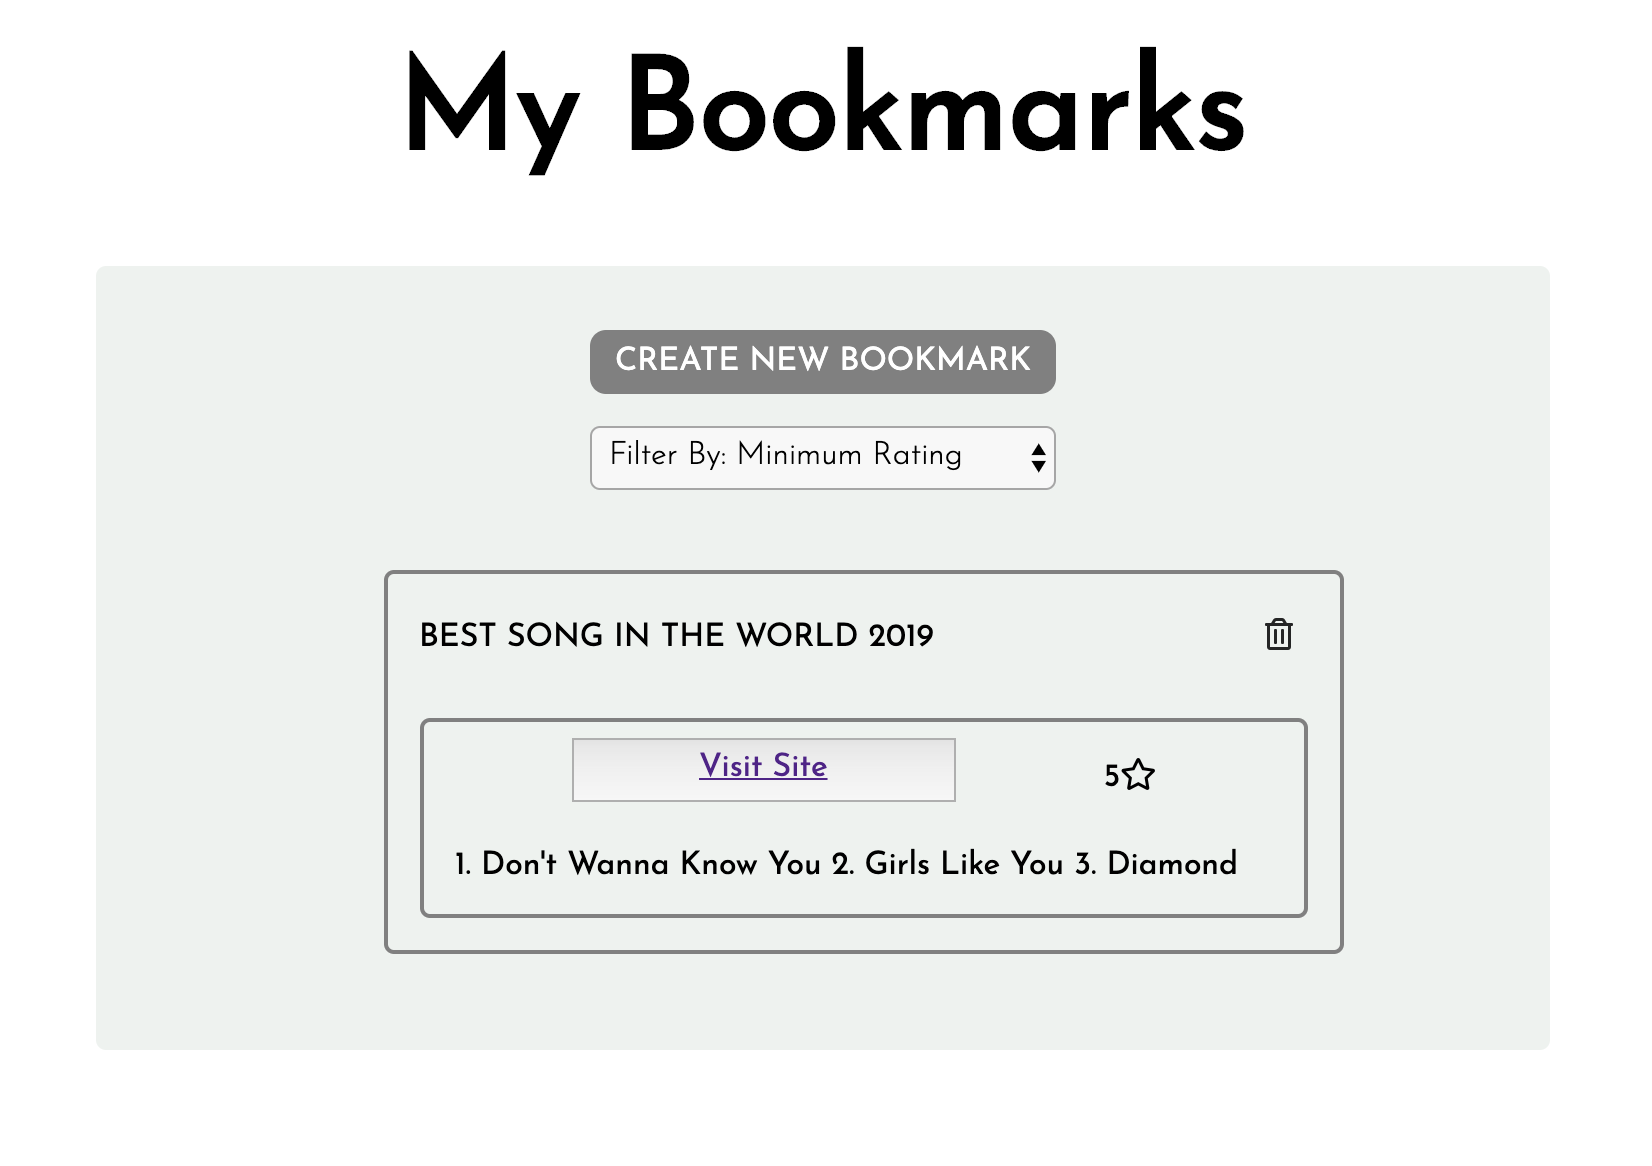 My Bookmarks
CREATE NEW BOOKMARK
Filter By: Minimum Rating
BEST SONG IN THE WORLD 2019
Visit Site
5
1. Don't Wanna Know You 2. Girls Like You 3. Diamond